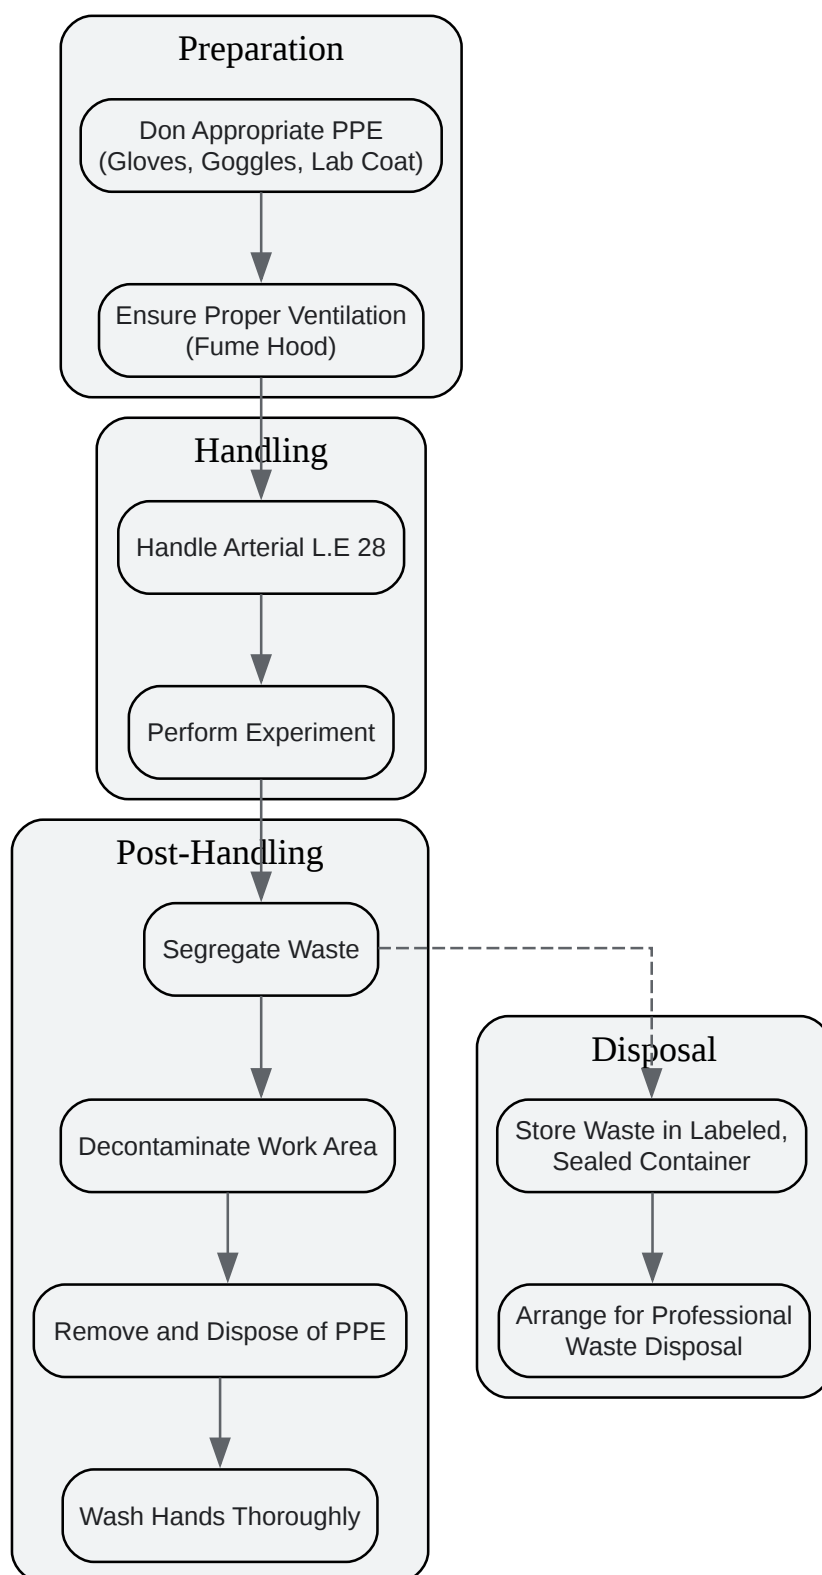 Preparation
Don Appropriate PPE
(Gloves, Goggles, Lab Coat)
Ensure Proper Ventilation
(Fume Hood)
Handling
Handle Arterial L.E 28
Perform Experiment
Post-Handling
Segregate Waste
Decontaminate Work Area
Remove and Dispose of PPE
Wash Hands Thoroughly
Disposal
Store Waste in Labeled,
Sealed Container
Arrange for Professional
Waste Disposal